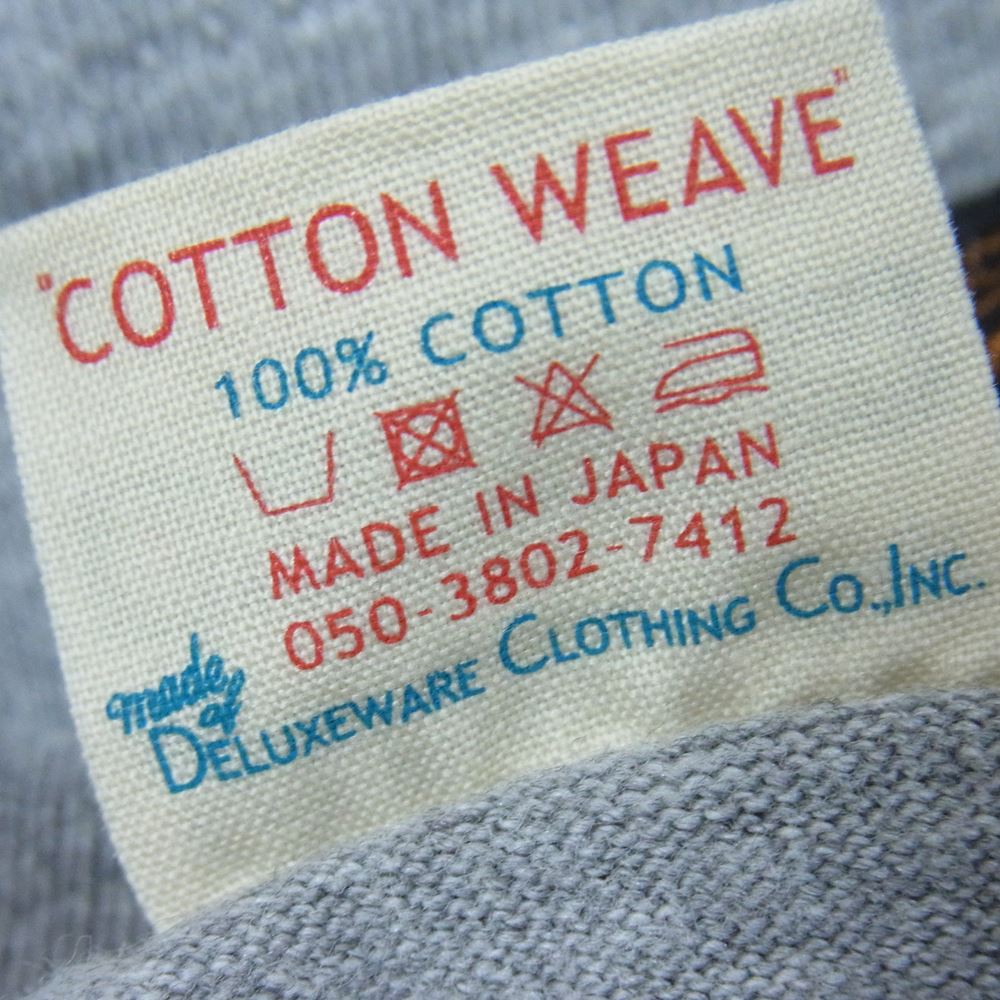 "COTTON WEAVE"
100% COTTON
MADE IN JAPAN
050-3802-7412
made of
DELUXEWARE CLOTHING CO.,INC.